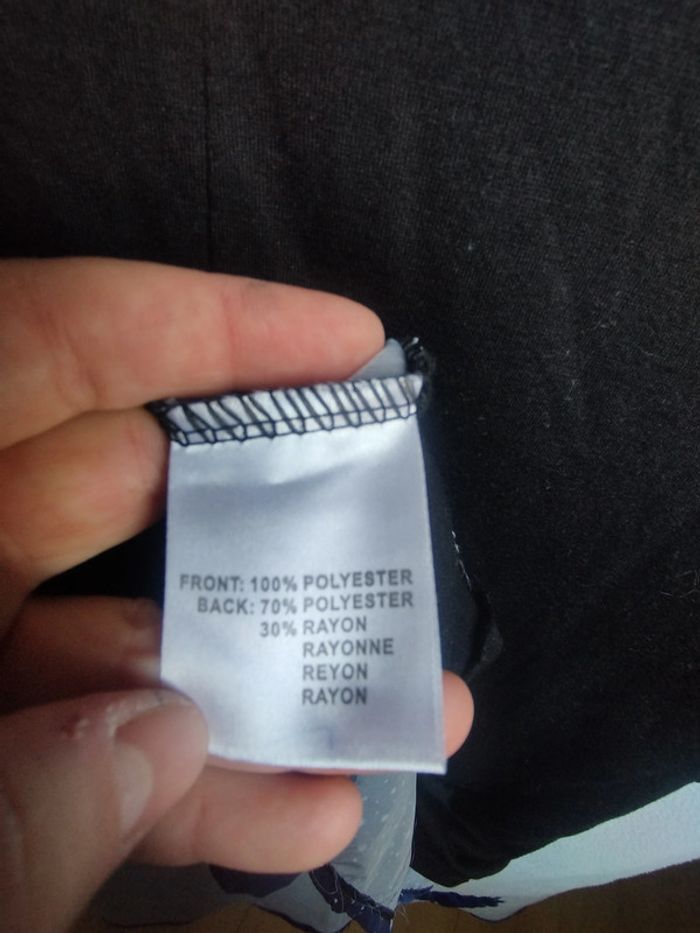 FRONT: 100% POLYESTER
BACK: 70% POLYESTER
30% RAYON
RAYONNE
REYON
RAYON